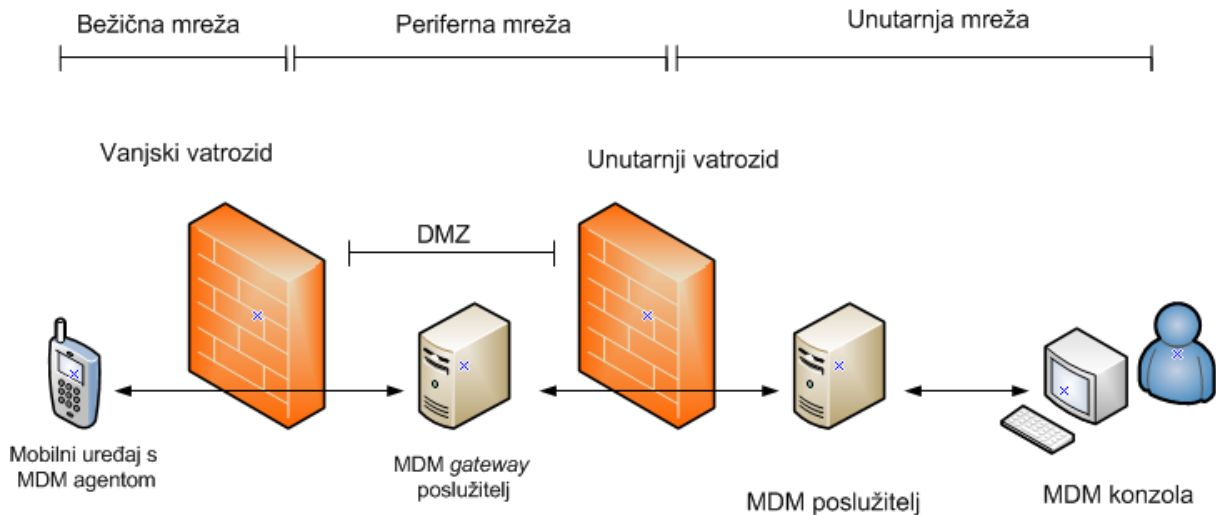 Bežična mreža
Periferna mreža
Unutarnja mreža
Vanjski vatrozid
Unutarnji vatrozid
DMZ
Mobilni uređaj s
MDM agentom
MDM gateway
poslužitelj
MDM poslužitelj
MDM konzola